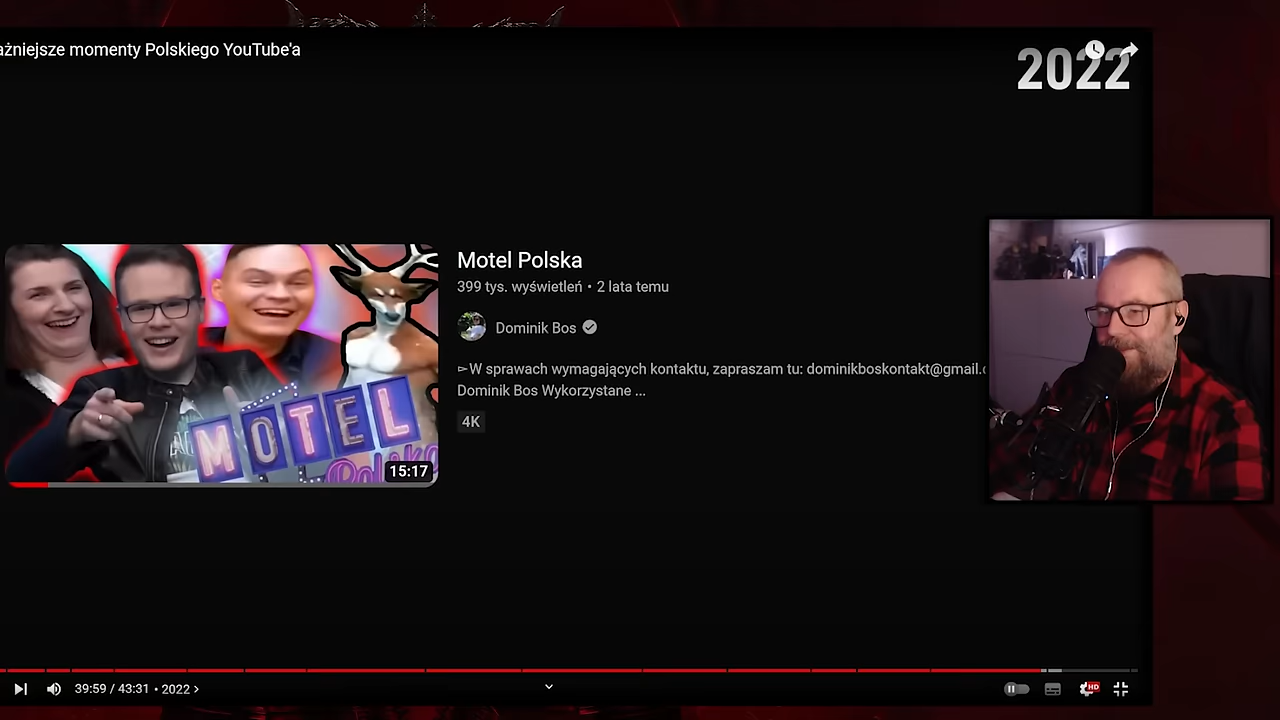 ażniejsze momenty Polskiego YouTube'a
2022
Motel Polska
399 tys. wyświetleń • 2 lata temu
Dominik Bos
►W sprawach wymagających kontaktu, zapraszam tu: dominikboskontakt@gmail.c
Dominik Bos Wykorzystane ...
4K
MOTEL
Polska
15:17
39:59 / 43:31 • 2022 ›
HD